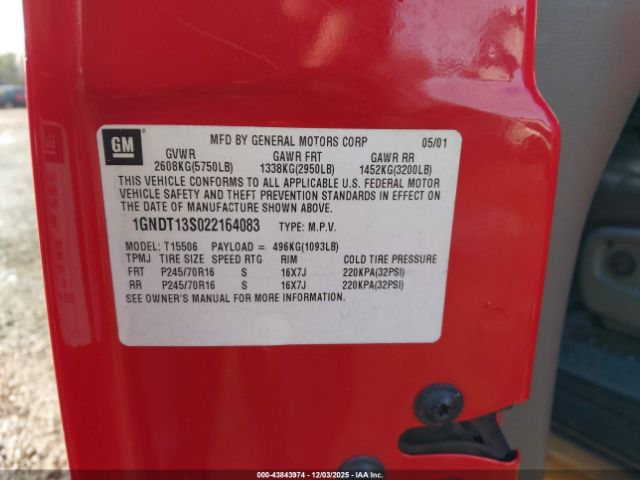 GM
MFD BY GENERAL MOTORS CORP 05/01
GVWR GAWR FRT GAWR RR
2608KG(5750LB) 1338KG(2950LB) 1452KG(3200LB)
THIS VEHICLE CONFORMS TO ALL APPLICABLE U.S. FEDERAL MOTOR
VEHICLE SAFETY AND THEFT PREVENTION STANDARDS IN EFFECT ON
THE DATE OF MANUFACTURE SHOWN ABOVE.
1GNDT13S022164083 TYPE: M.P.V.
MODEL: T15506 PAYLOAD = 496KG(1093LB)
TPMJ TIRE SIZE SPEED RTG RIM COLD TIRE PRESSURE
FRT P245/70R16 S 16X7J 220KPA(32PSI)
RR P245/70R16 S 16X7J 220KPA(32PSI)
SEE OWNER'S MANUAL FOR MORE INFORMATION.
000-43843974 - 12/03/2025 - www.iaai.com